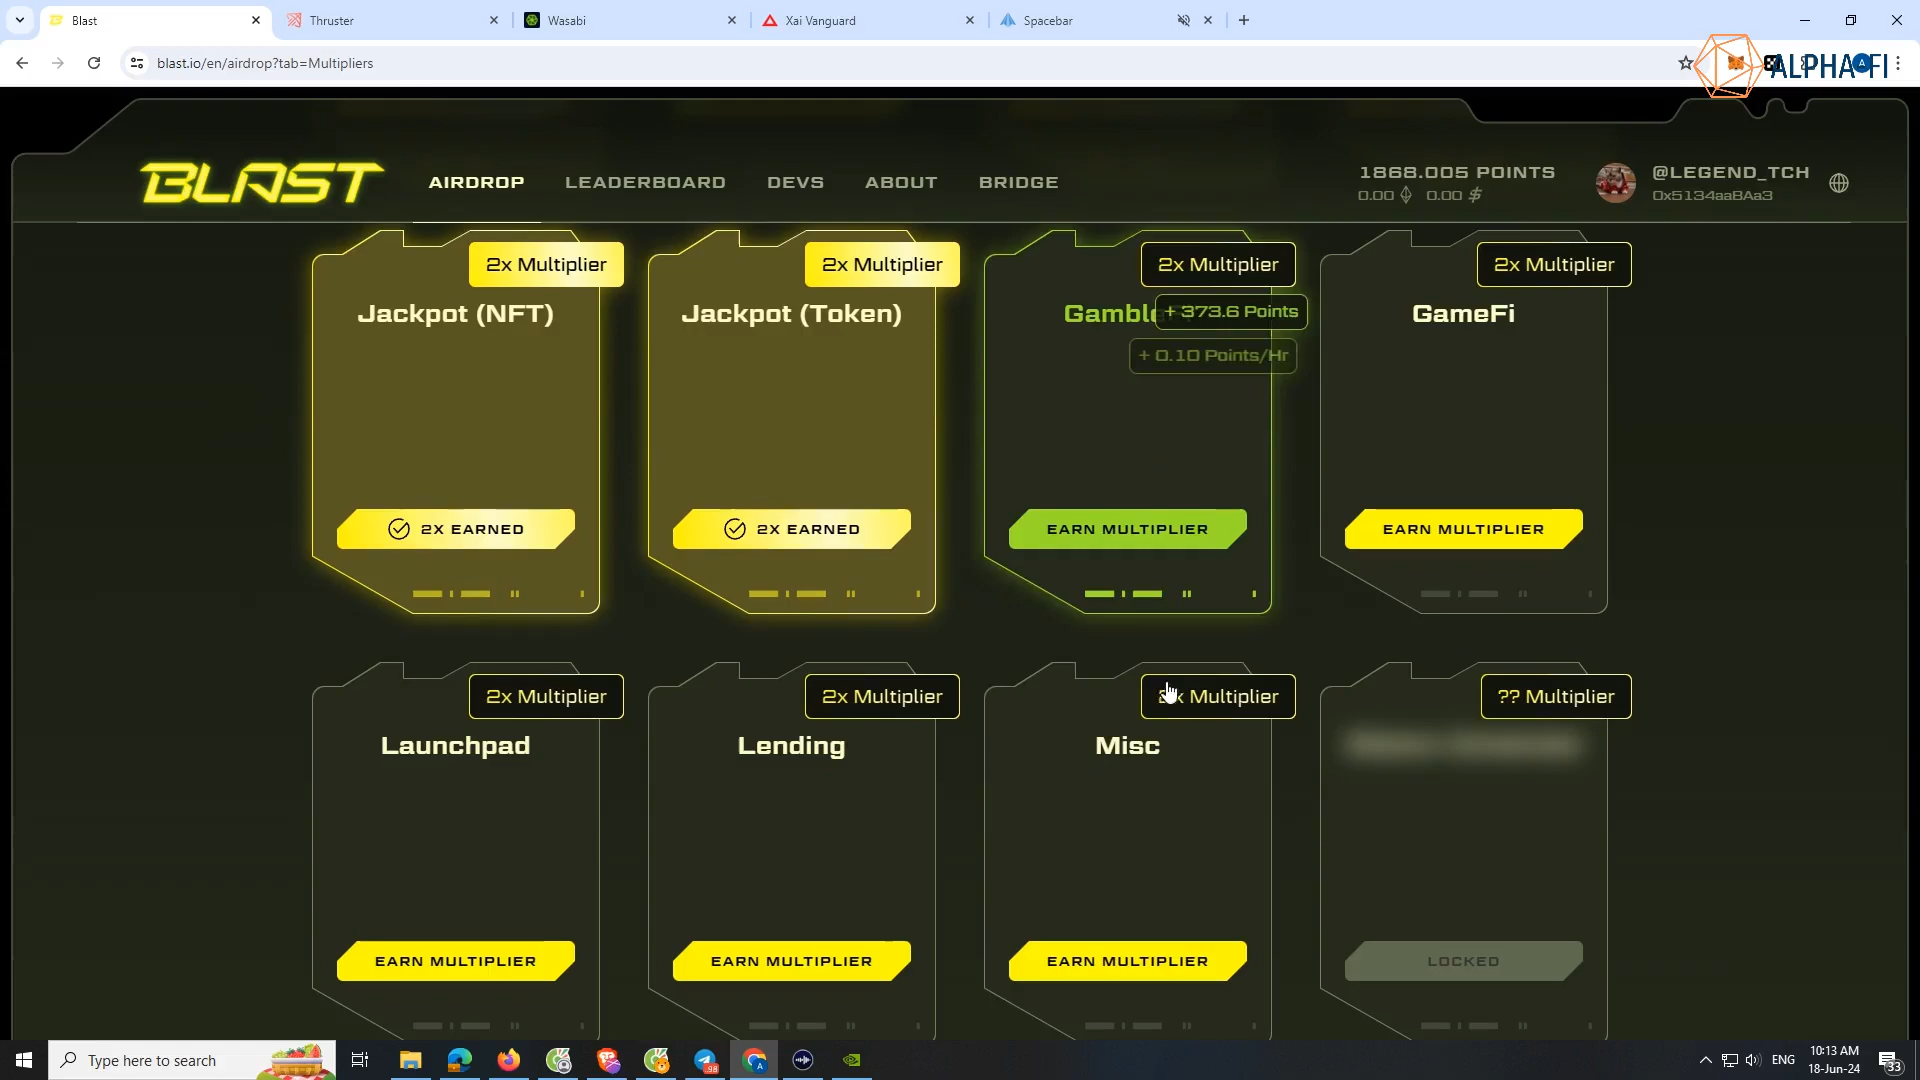 Blast
Thruster
Wasabi
Xai Vanguard
Spacebar
blast.io/en/airdrop?tab=Multipliers
ALPHA FI
BLAST
AIRDROP
LEADERBOARD
DEVS
ABOUT
BRIDGE
1868.005 POINTS
0.00 0.00 $
@LEGEND_TCH
0x5134aaBAa3
2x Multiplier
Jackpot (NFT)
2X EARNED
2x Multiplier
Jackpot (Token)
2X EARNED
2x Multiplier
+ 373.6 Points
+ 0.10 Points/Hr
EARN MULTIPLIER
2x Multiplier
GameFi
EARN MULTIPLIER
2x Multiplier
Launchpad
EARN MULTIPLIER
2x Multiplier
Lending
EARN MULTIPLIER
Multiplier
Misc
EARN MULTIPLIER
?? Multiplier
LOCKED
Type here to search
ENG
10:13 AM
18-Jun-24
33